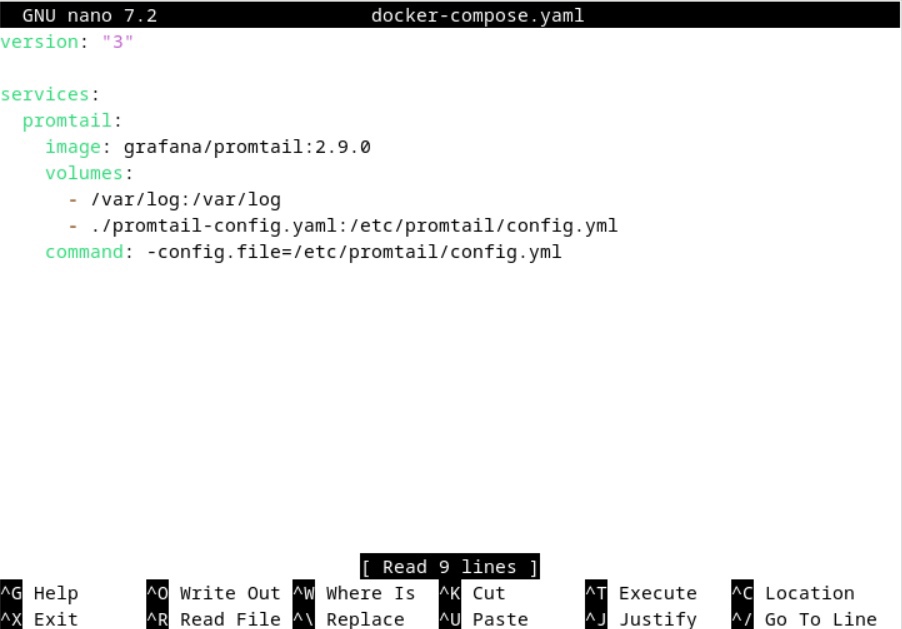 GNU nano 7.2 docker-compose.yaml
version: "3"

services:
  promtail:
    image: grafana/promtail:2.9.0
    volumes:
      - /var/log:/var/log
      - ./promtail-config.yaml:/etc/promtail/config.yml
    command: -config.file=/etc/promtail/config.yml

[ Read 9 lines ]
^G Help ^O Write Out ^W Where Is ^K Cut ^T Execute ^C Location
^X Exit ^R Read File ^\ Replace ^U Paste ^J Justify ^/ Go To Line